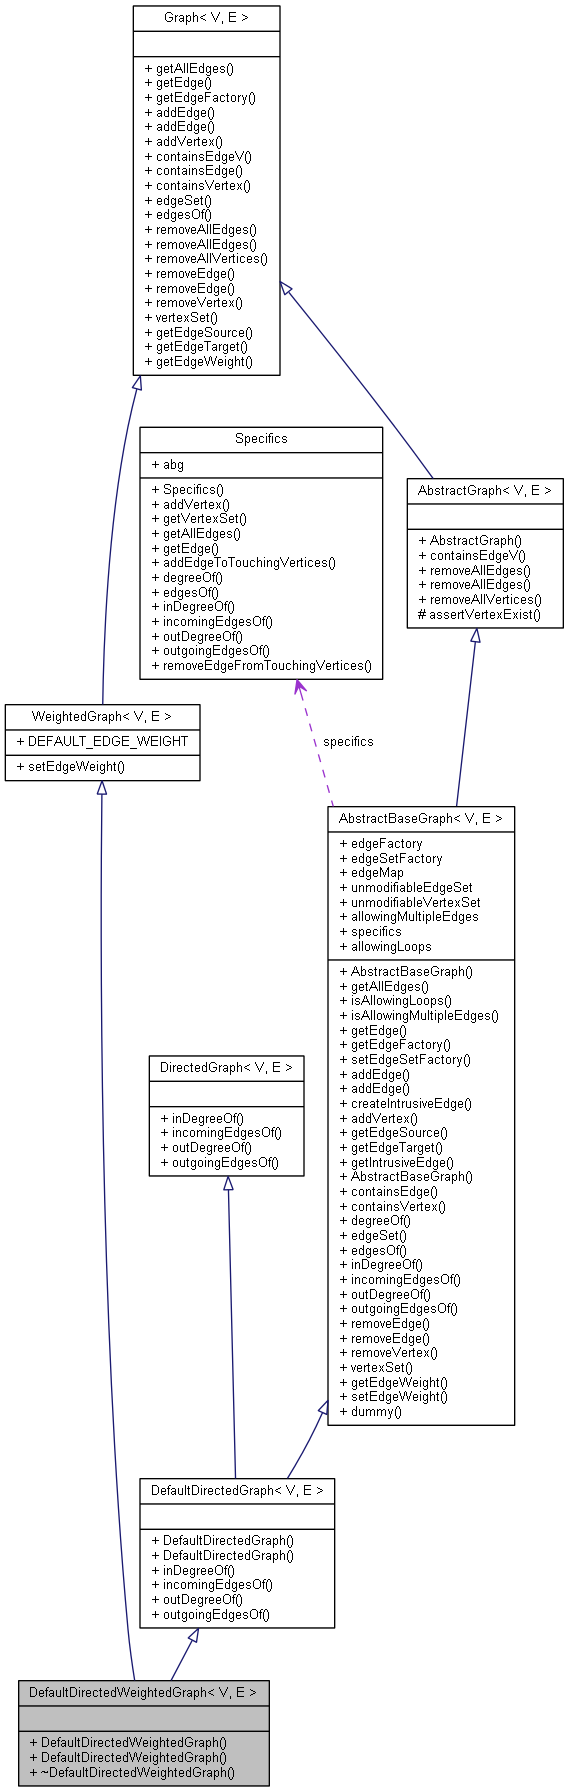 Graph< V, E >
+ getAllEdges()
+ getEdge()
+ getEdgeFactory()
+ addEdge()
+ addEdge()
+ addVertex()
+ containsEdgeV()
+ containsEdge()
+ containsVertex()
+ edgeSet()
+ edgesOf()
+ removeAllEdges()
+ removeAllEdges()
+ removeAllVertices()
+ removeEdge()
+ removeEdge()
+ removeVertex()
+ vertexSet()
+ getEdgeSource()
+ getEdgeTarget()
+ getEdgeWeight()
Specifics
+ abg
+ Specifics()
+ addVertex()
+ getVertexSet()
+ getAllEdges()
+ getEdge()
+ addEdgeToTouchingVertices()
+ degreeOf()
+ edgesOf()
+ inDegreeOf()
+ incomingEdgesOf()
+ outDegreeOf()
+ outgoingEdgesOf()
+ removeEdgeFromTouchingVertices()
AbstractGraph< V, E >
+ AbstractGraph()
+ containsEdgeV()
+ removeAllEdges()
+ removeAllEdges()
+ removeAllVertices()
# assertVertexExist()
WeightedGraph< V, E >
+ DEFAULT_EDGE_WEIGHT
+ setEdgeWeight()
specifics
AbstractBaseGraph< V, E >
+ edgeFactory
+ edgeSetFactory
+ edgeMap
+ unmodifiableEdgeSet
+ unmodifiableVertexSet
+ allowingMultipleEdges
+ specifics
+ allowingLoops
+ AbstractBaseGraph()
+ getAllEdges()
+ isAllowingLoops()
+ isAllowingMultipleEdges()
+ getEdge()
+ getEdgeFactory()
+ setEdgeSetFactory()
+ addEdge()
+ addEdge()
+ createIntrusiveEdge()
+ addVertex()
+ getEdgeSource()
+ getEdgeTarget()
+ getIntrusiveEdge()
+ AbstractBaseGraph()
+ containsEdge()
+ containsVertex()
+ degreeOf()
+ edgeSet()
+ edgesOf()
+ inDegreeOf()
+ incomingEdgesOf()
+ outDegreeOf()
+ outgoingEdgesOf()
+ removeEdge()
+ removeEdge()
+ removeVertex()
+ vertexSet()
+ getEdgeWeight()
+ setEdgeWeight()
+ dummy()
DirectedGraph< V, E >
+ inDegreeOf()
+ incomingEdgesOf()
+ outDegreeOf()
+ outgoingEdgesOf()
DefaultDirectedGraph< V, E >
+ DefaultDirectedGraph()
+ DefaultDirectedGraph()
+ inDegreeOf()
+ incomingEdgesOf()
+ outDegreeOf()
+ outgoingEdgesOf()
DefaultDirectedWeightedGraph< V, E >
+ DefaultDirectedWeightedGraph()
+ DefaultDirectedWeightedGraph()
+ ~DefaultDirectedWeightedGraph()